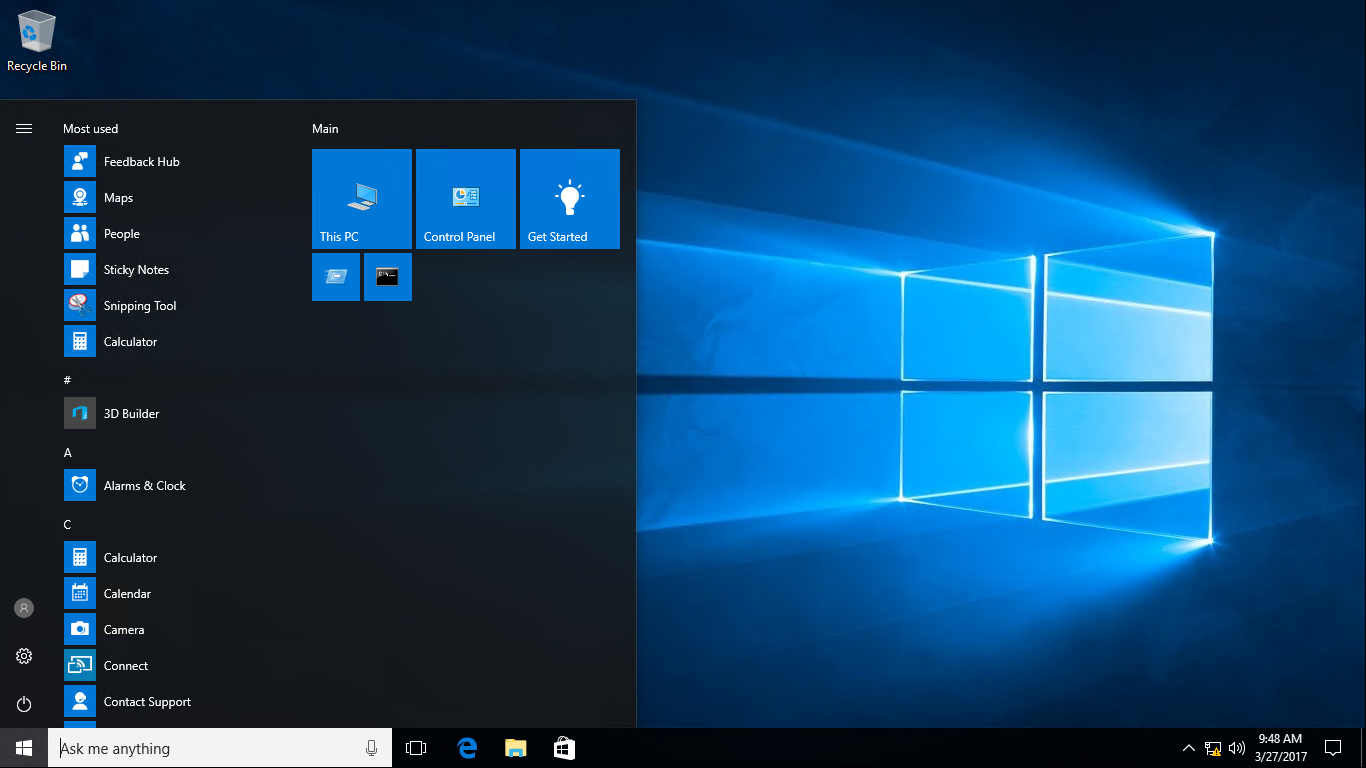 Recycle Bin
Most used
Feedback Hub
Maps
People
Sticky Notes
Snipping Tool
Calculator
#
3D Builder
A
Alarms & Clock
C
Calculator
Calendar
Camera
Connect
Contact Support
Main
This PC
Control Panel
Get Started
Ask me anything
9:48 AM
3/27/2017